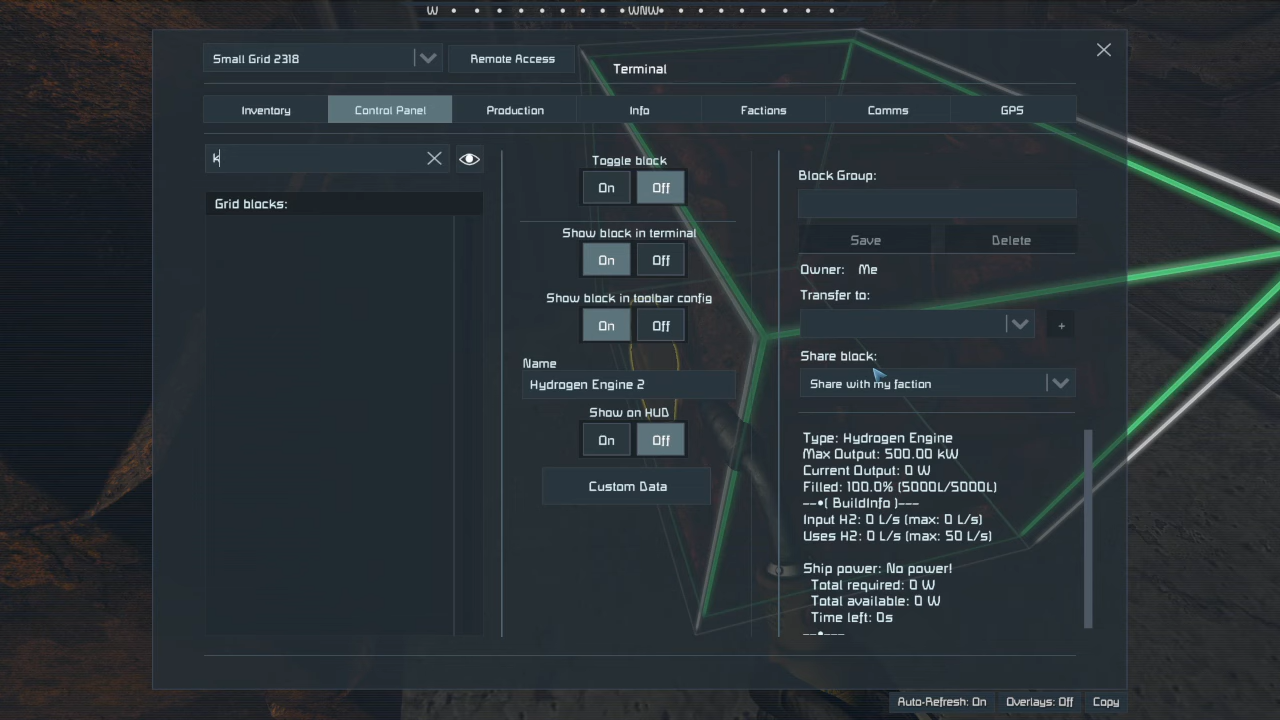 W WNW
Small Grid 2318
Remote Access
Terminal
Inventory
Control Panel
Production
Info
Factions
Comms
GPS
k
Grid blocks:
Toggle block
On Off
Show block in terminal
On Off
Show block in toolbar config
On Off
Name
Hydrogen Engine 2
Show on HUD
On Off
Custom Data
Block Group:
Save
Delete
Owner: Me
Transfer to:
+
Share block:
Share with my faction
Type: Hydrogen Engine
Max Output: 500.00 kW
Current Output: 0 W
Filled: 100.0% (5000L/5000L)
--•( BuildInfo )---
Input H2: 0 L/s (max: 0 L/s)
Uses H2: 0 L/s (max: 50 L/s)
Ship power: No power!
Total required: 0 W
Total available: 0 W
Time left: 0s
--•---
Auto-Refresh: On
Overlays: Off
Copy